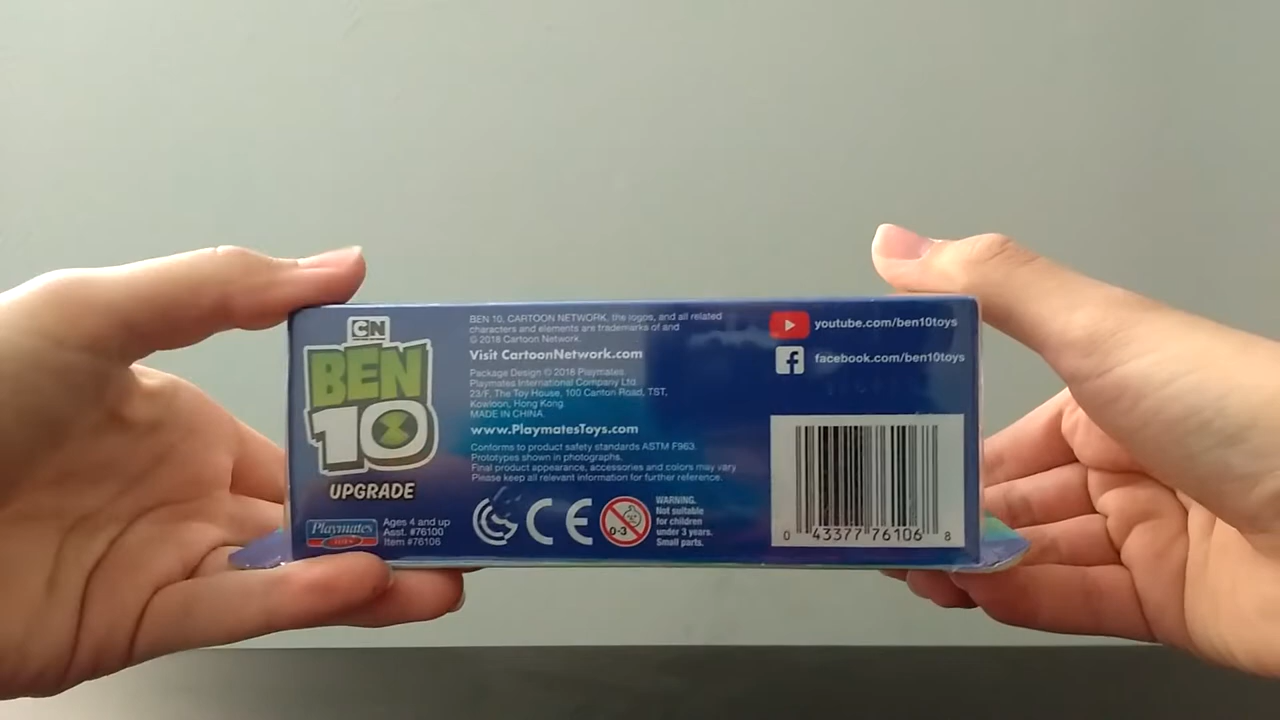 CN
BEN
10
UPGRADE
Playmates
TOYS
Ages 4 and up
Asst. #76100
Item #76106
BEN 10, CARTOON NETWORK, the logos, and all related
characters and elements are trademarks of and
© 2018 Cartoon Network.
Visit CartoonNetwork.com
Package Design © 2018 Playmates
Playmates International Company Ltd.
23/F, The Toy House, 100 Canton Road, TST,
Kowloon, Hong Kong
MADE IN CHINA.
www.PlaymatesToys.com
Conforms to product safety standards ASTM F963.
Prototypes shown in photographs.
Final product appearance, accessories and colors may vary.
Please keep all relevant information for further reference.
CE
0-3
WARNING.
Not suitable
for children
under 3 years.
Small parts.
youtube.com/ben10toys
facebook.com/ben10toys
0 43377 76106 8